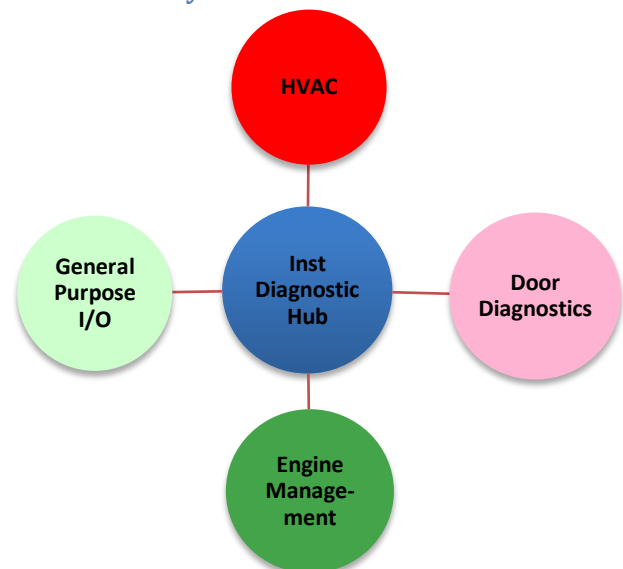 HVAC
General
Purpose
I/O
Inst
Diagnostic
Hub
Door
Diagnostics
Engine
Manage-
ment